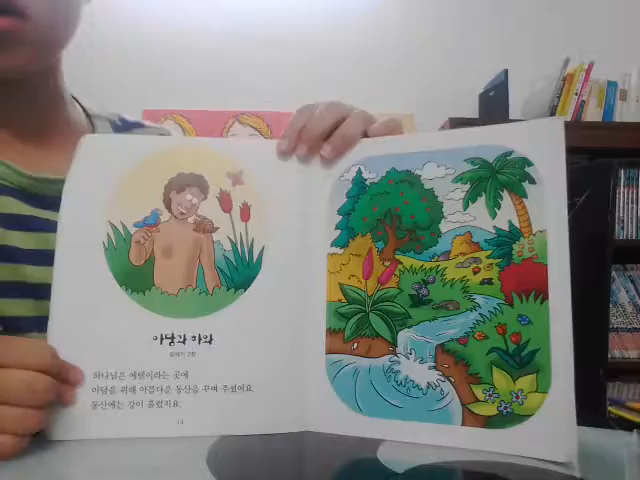 아담과 하와
창세기 2장
하나님은 에덴이라는 곳에
아담을 위해 아름다운 동산을 꾸며 주셨어요.
동산에는 강이 흘렀지요.
14